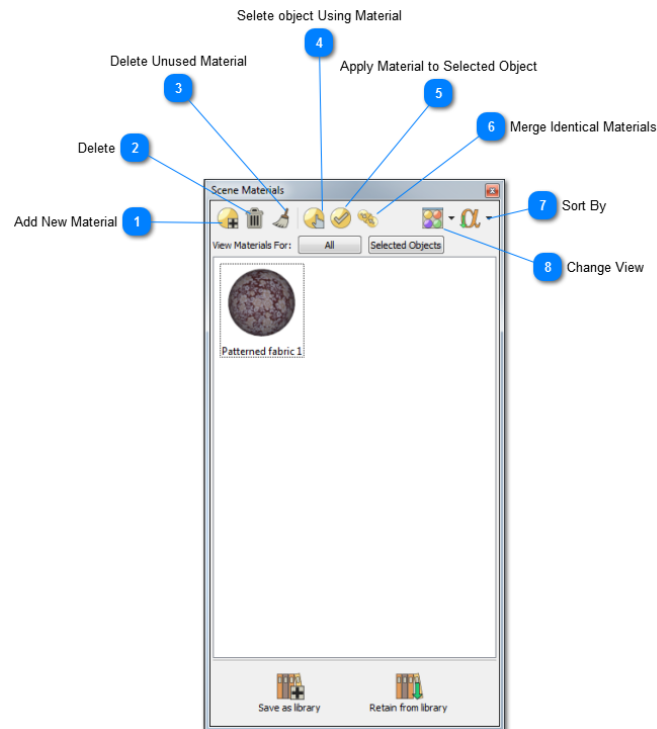 Selete object Using Material
4
Delete Unused Material
3
Apply Material to Selected Object
5
6 Merge Identical Materials
Delete 2
Scene Materials
Add New Material 1
7 Sort By
View Materials For: All Selected Objects
8 Change View
Patterned fabric 1
Save as library Retain from library